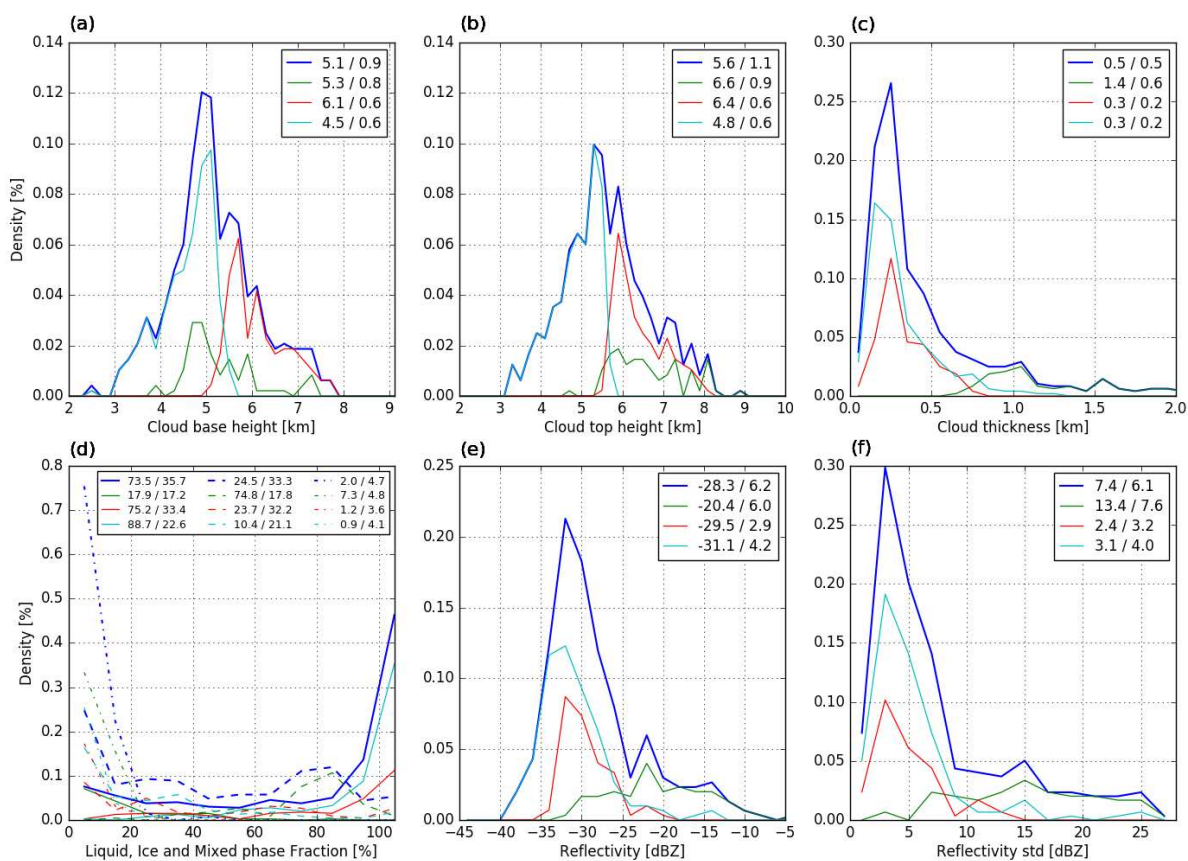 (a)
(b)
(c)
0.14
0.12
0.10
0.08
0.06
0.04
0.02
0.00
Density [%]
5.1 / 0.9
5.3 / 0.8
6.1 / 0.6
4.5 / 0.6
2 3 4 5 6 7 8 9
Cloud base height [km]
0.14
0.12
0.10
0.08
0.06
0.04
0.02
0.00
5.6 / 1.1
6.6 / 0.9
6.4 / 0.6
4.8 / 0.6
2 3 4 5 6 7 8 9 10
Cloud top height [km]
0.30
0.25
0.20
0.15
0.10
0.05
0.00
0.5 / 0.5
1.4 / 0.6
0.3 / 0.2
0.3 / 0.2
0.0 0.5 1.0 1.5 2.0
Cloud thickness [km]
(d)
(e)
(f)
0.8
0.7
0.6
0.5
0.4
0.3
0.2
0.1
0.0
Density [%]
73.5 / 35.7 24.5 / 33.3 2.0 / 4.7
17.9 / 17.2 74.8 / 17.8 7.3 / 4.8
75.2 / 33.4 23.7 / 32.2 1.2 / 3.6
88.7 / 22.6 10.4 / 21.1 0.9 / 4.1
0 20 40 60 80 100
Liquid, Ice and Mixed phase Fraction [%]
0.25
0.20
0.15
0.10
0.05
0.00
-28.3 / 6.2
-20.4 / 6.0
-29.5 / 2.9
-31.1 / 4.2
−45 −40 −35 −30 −25 −20 −15 −10 −5
Reflectivity [dBZ]
0.30
0.25
0.20
0.15
0.10
0.05
0.00
7.4 / 6.1
13.4 / 7.6
2.4 / 3.2
3.1 / 4.0
0 5 10 15 20 25
Reflectivity std [dBZ]